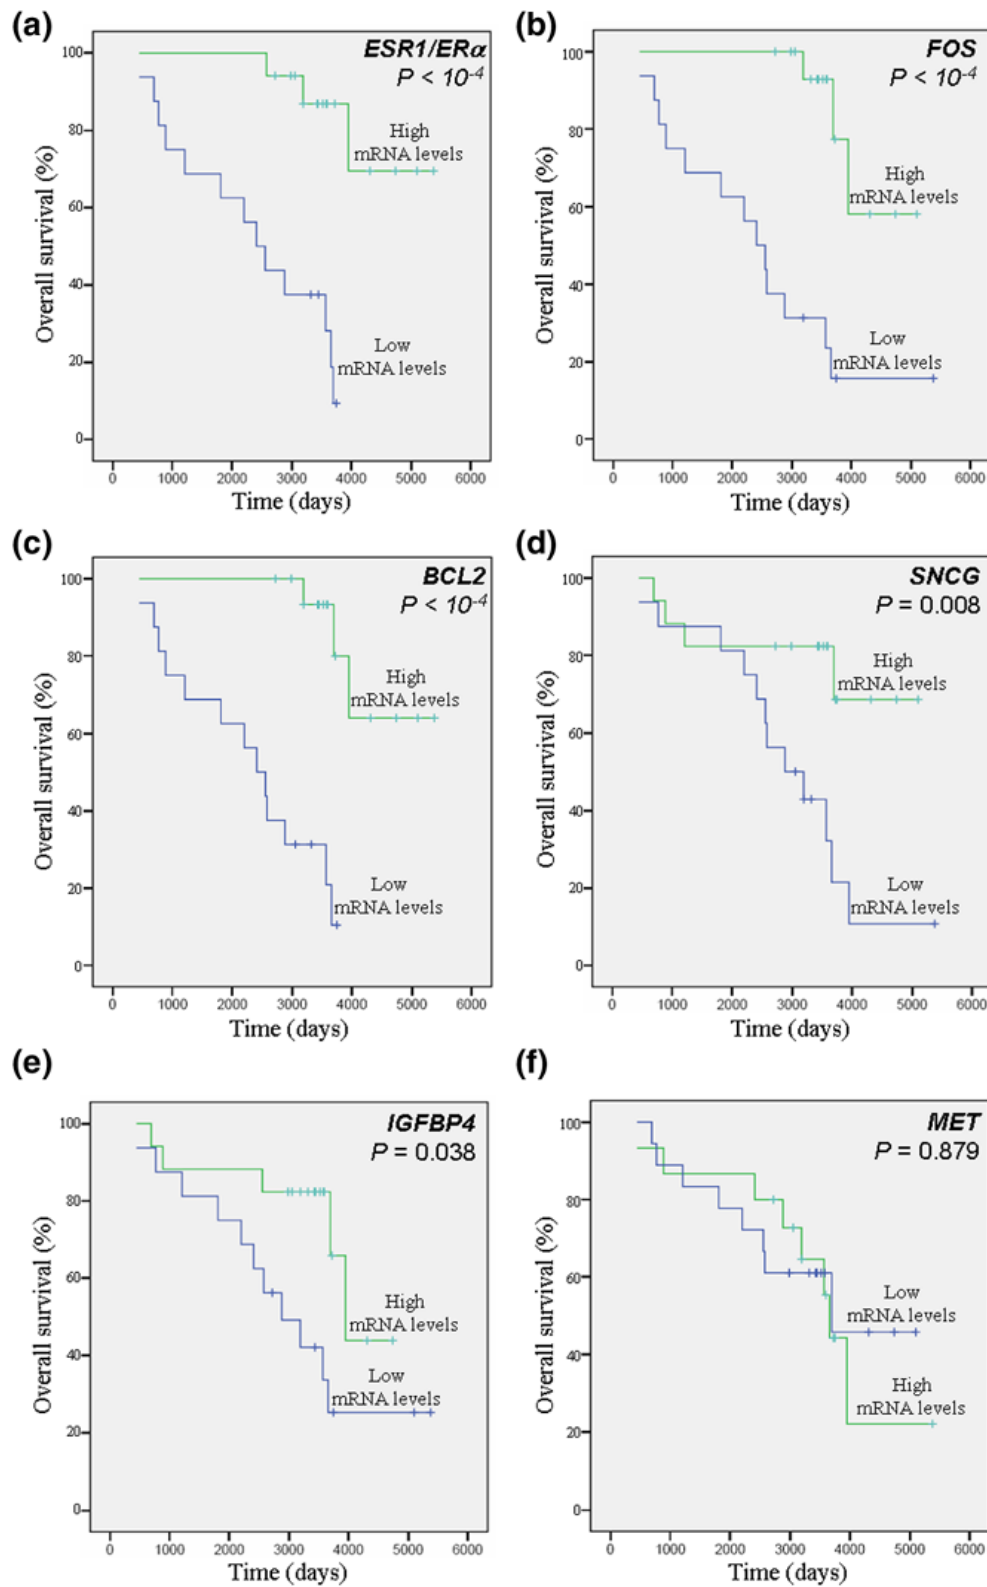 (a)
ESR1/ERα
P < 10-4
High
mRNA levels
Low
mRNA levels
Overall survival (%)
100
80
60
40
20
0
0 1000 2000 3000 4000 5000 6000
Time (days)
(b)
FOS
P < 10-4
High
mRNA levels
Low
mRNA levels
Overall survival (%)
100
80
60
40
20
0
0 1000 2000 3000 4000 5000 6000
Time (days)
(c)
BCL2
P < 10-4
High
mRNA levels
Low
mRNA levels
Overall survival (%)
100
80
60
40
20
0
0 1000 2000 3000 4000 5000 6000
Time (days)
(d)
SNCG
P = 0.008
High
mRNA levels
Low
mRNA levels
Overall survival (%)
100
80
60
40
20
0
0 1000 2000 3000 4000 5000 6000
Time (days)
(e)
IGFBP4
P = 0.038
High
mRNA levels
Low
mRNA levels
Overall survival (%)
100
80
60
40
20
0
0 1000 2000 3000 4000 5000 6000
Time (days)
(f)
MET
P = 0.879
Low
mRNA levels
High
mRNA levels
Overall survival (%)
100
80
60
40
20
0
0 1000 2000 3000 4000 5000 6000
Time (days)